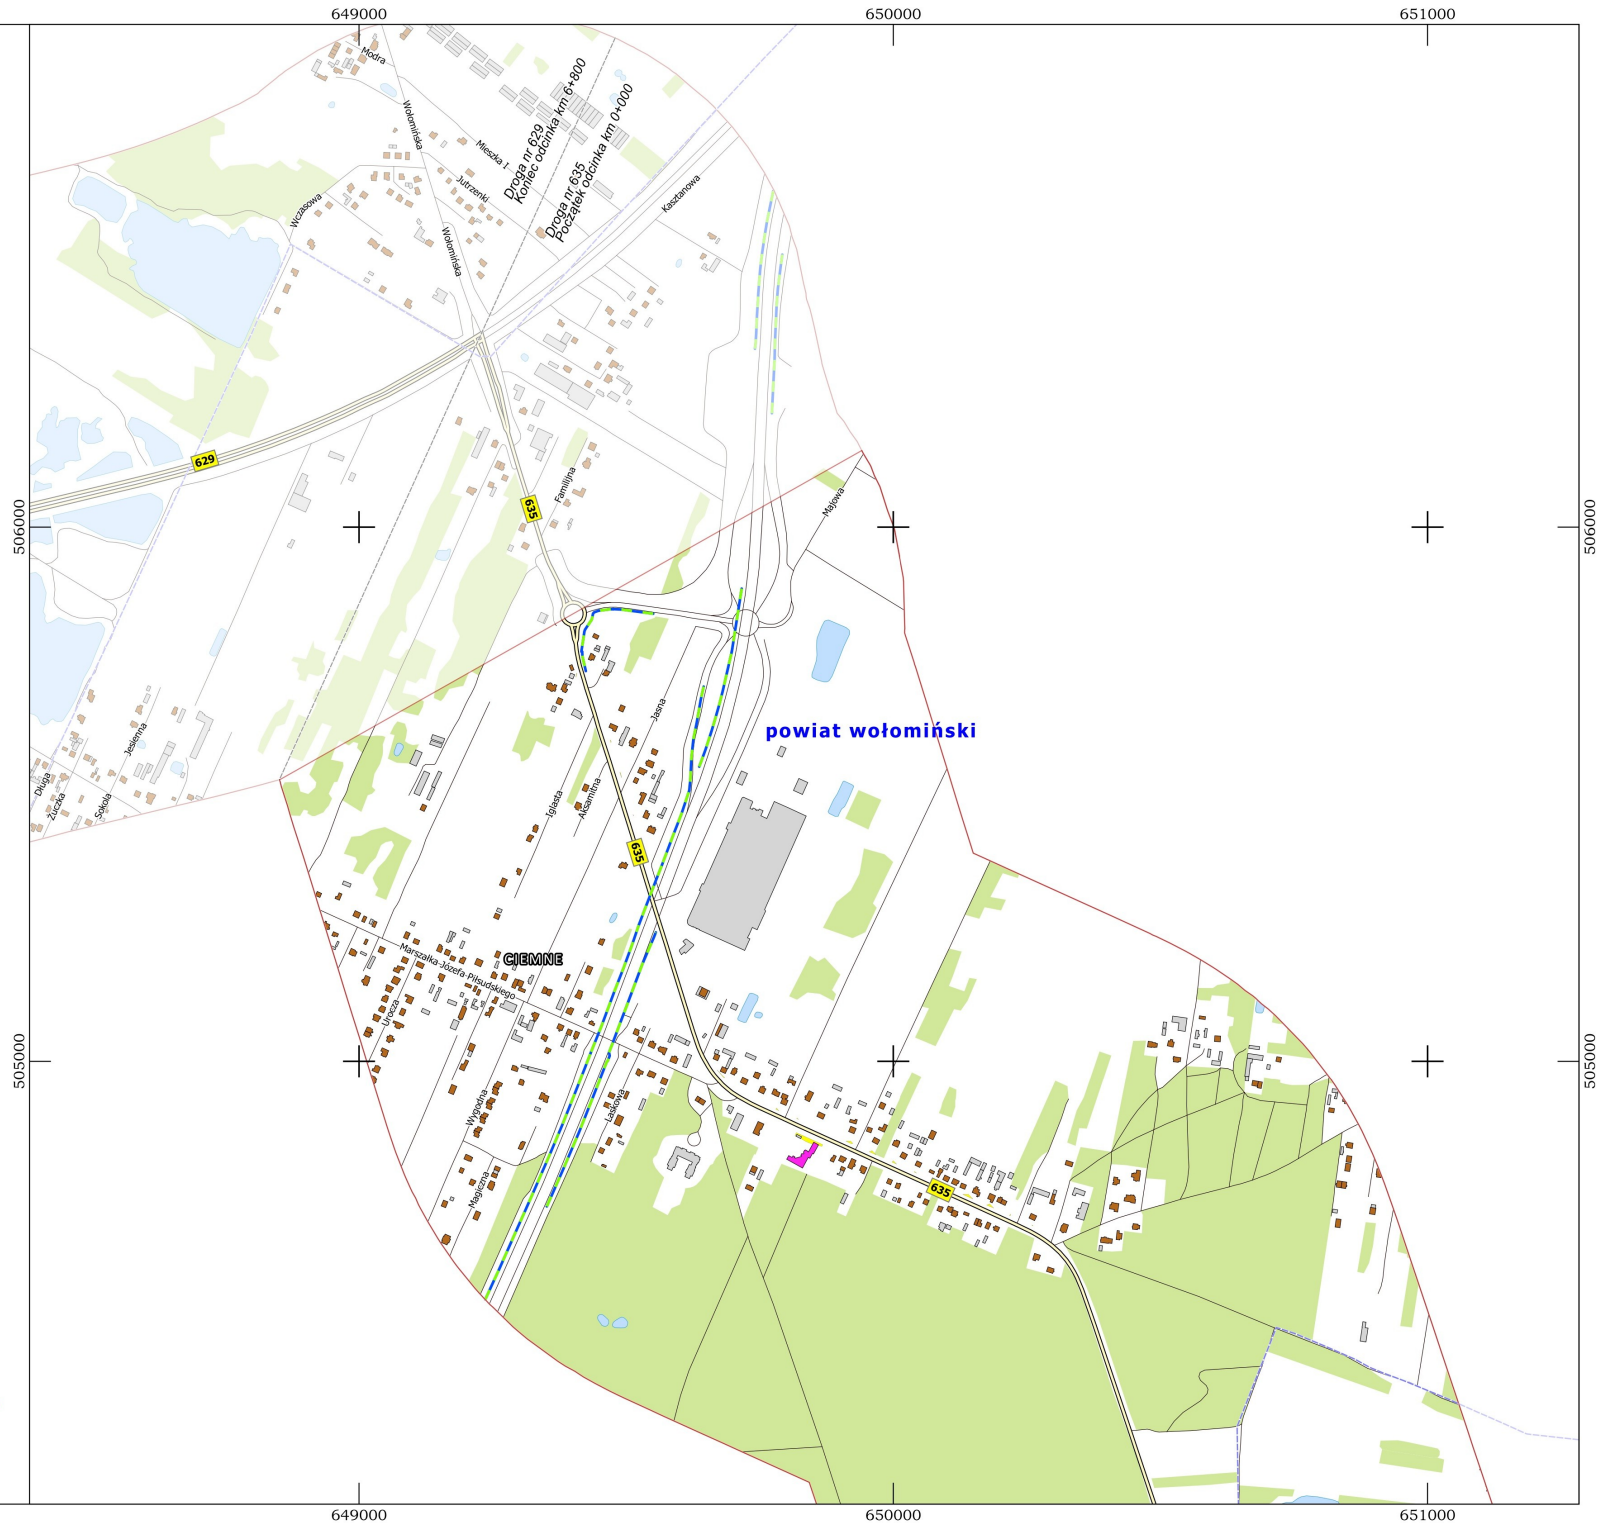 649000
650000
651000
Modra
Wołomińska
Mieszka I
Jutrzenki
Wczasowa
Wołomińska
Droga nr 629
Koniec odcinka km 6+800
Droga nr 635
Początek odcinka km 0+000
Kasztanowa
629
635
Familijna
Majowa
506000
506000
Jasna
powiat wołomiński
Jesienna
Długa
Żuczka
Sokola
Iglasta
Aksamitna
635
Marszałka Józefa Piłsudskiego
CIEMNE
Urocza
505000
505000
Wygodna
Laskowa
Magiczna
635
649000
650000
651000